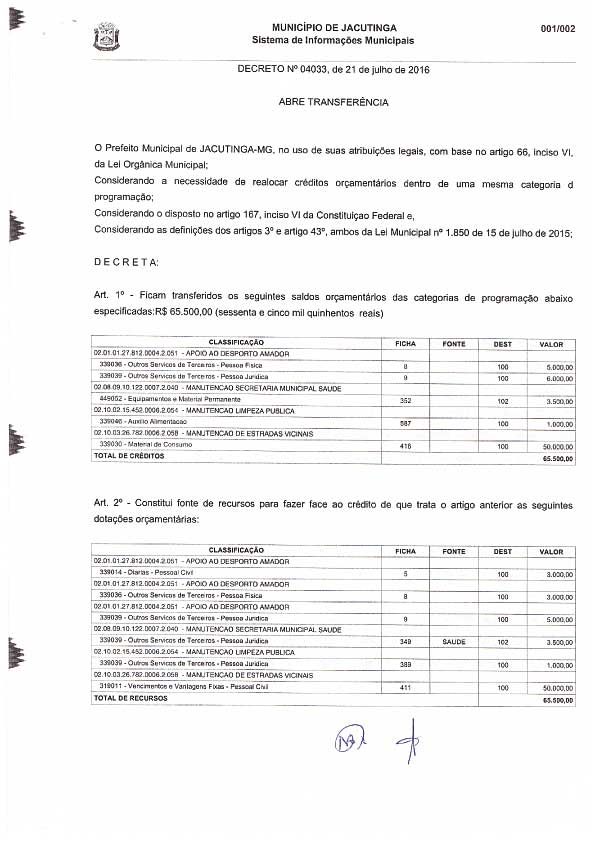 MUNICÍPIO DE JACUTINGA 001/002
Sistema de Informações Municipais
DECRETO Nº 04033, de 21 de julho de 2016
ABRE TRANSFERÊNCIA
O Prefeito Municipal de JACUTINGA-MG, no uso de suas atribuições legais, com base no artigo 66, inciso VI,
da Lei Orgânica Municipal;
Considerando a necessidade de realocar créditos orçamentários dentro de uma mesma categoria d
programação;
Considerando o disposto no artigo 167, inciso VI da Constituiçao Federal e,
Considerando as definições dos artigos 3º e artigo 43º, ambos da Lei Municipal nº 1.850 de 15 de julho de 2015;
D E C R E T A:
Art. 1º - Ficam transferidos os seguintes saldos orçamentários das categorias de programação abaixo
especificadas:R$ 65.500,00 (sessenta e cinco mil quinhentos reais)
CLASSIFICAÇÃO FICHA FONTE DEST VALOR
02.01.01.27.812.0004.2.051 - APOIO AO DESPORTO AMADOR
339036 - Outros Servicos de Terceiros - Pessoa Fisica 8 100 5.000,00
339039 - Outros Servicos de Terceiros - Pessoa Juridica 9 100 6.000,00
02.08.09.10.122.0007.2.040 - MANUTENCAO SECRETARIA MUNICIPAL SAUDE
449052 - Equipamentos e Material Permanente 352 102 3.500,00
02.10.02.15.452.0006.2.054 - MANUTENCAO LIMPEZA PUBLICA
339046 - Auxilio Alimentacao 587 100 1.000,00
02.10.03.26.782.0006.2.058 - MANUTENCAO DE ESTRADAS VICINAIS
339030 - Material de Consumo 416 100 50.000,00
TOTAL DE CRÉDITOS 65.500,00
Art. 2º - Constitui fonte de recursos para fazer face ao crédito de que trata o artigo anterior as seguintes
dotações orçamentárias:
CLASSIFICAÇÃO FICHA FONTE DEST VALOR
02.01.01.27.812.0004.2.051 - APOIO AO DESPORTO AMADOR
339014 - Diarias - Pessoal Civil 5 100 3.000,00
02.01.01.27.812.0004.2.051 - APOIO AO DESPORTO AMADOR
339036 - Outros Servicos de Terceiros - Pessoa Fisica 8 100 3.000,00
02.01.01.27.812.0004.2.051 - APOIO AO DESPORTO AMADOR
339039 - Outros Servicos de Terceiros - Pessoa Juridica 9 100 5.000,00
02.08.09.10.122.0007.2.040 - MANUTENCAO SECRETARIA MUNICIPAL SAUDE
339039 - Outros Servicos de Terceiros - Pessoa Juridica 349 SAUDE 102 3.500,00
02.10.02.15.452.0006.2.054 - MANUTENCAO LIMPEZA PUBLICA
339039 - Outros Servicos de Terceiros - Pessoa Juridica 389 100 1.000,00
02.10.03.26.782.0006.2.058 - MANUTENCAO DE ESTRADAS VICINAIS
319011 - Vencimentos e Vantagens Fixas - Pessoal Civil 411 100 50.000,00
TOTAL DE RECURSOS 65.500,00